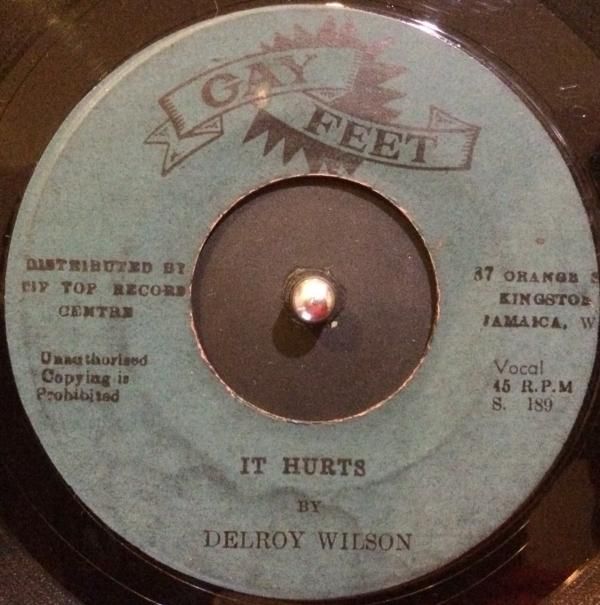 GAY
FEET
DISTRIBUTED BY
TIP TOP RECORD
CENTRE
Unauthorised
Copying is
Prohibited
37 ORANGE S
KINGSTON
JAMAICA, W
Vocal
45 R.P.M
S. 189
IT HURTS
BY
DELROY WILSON